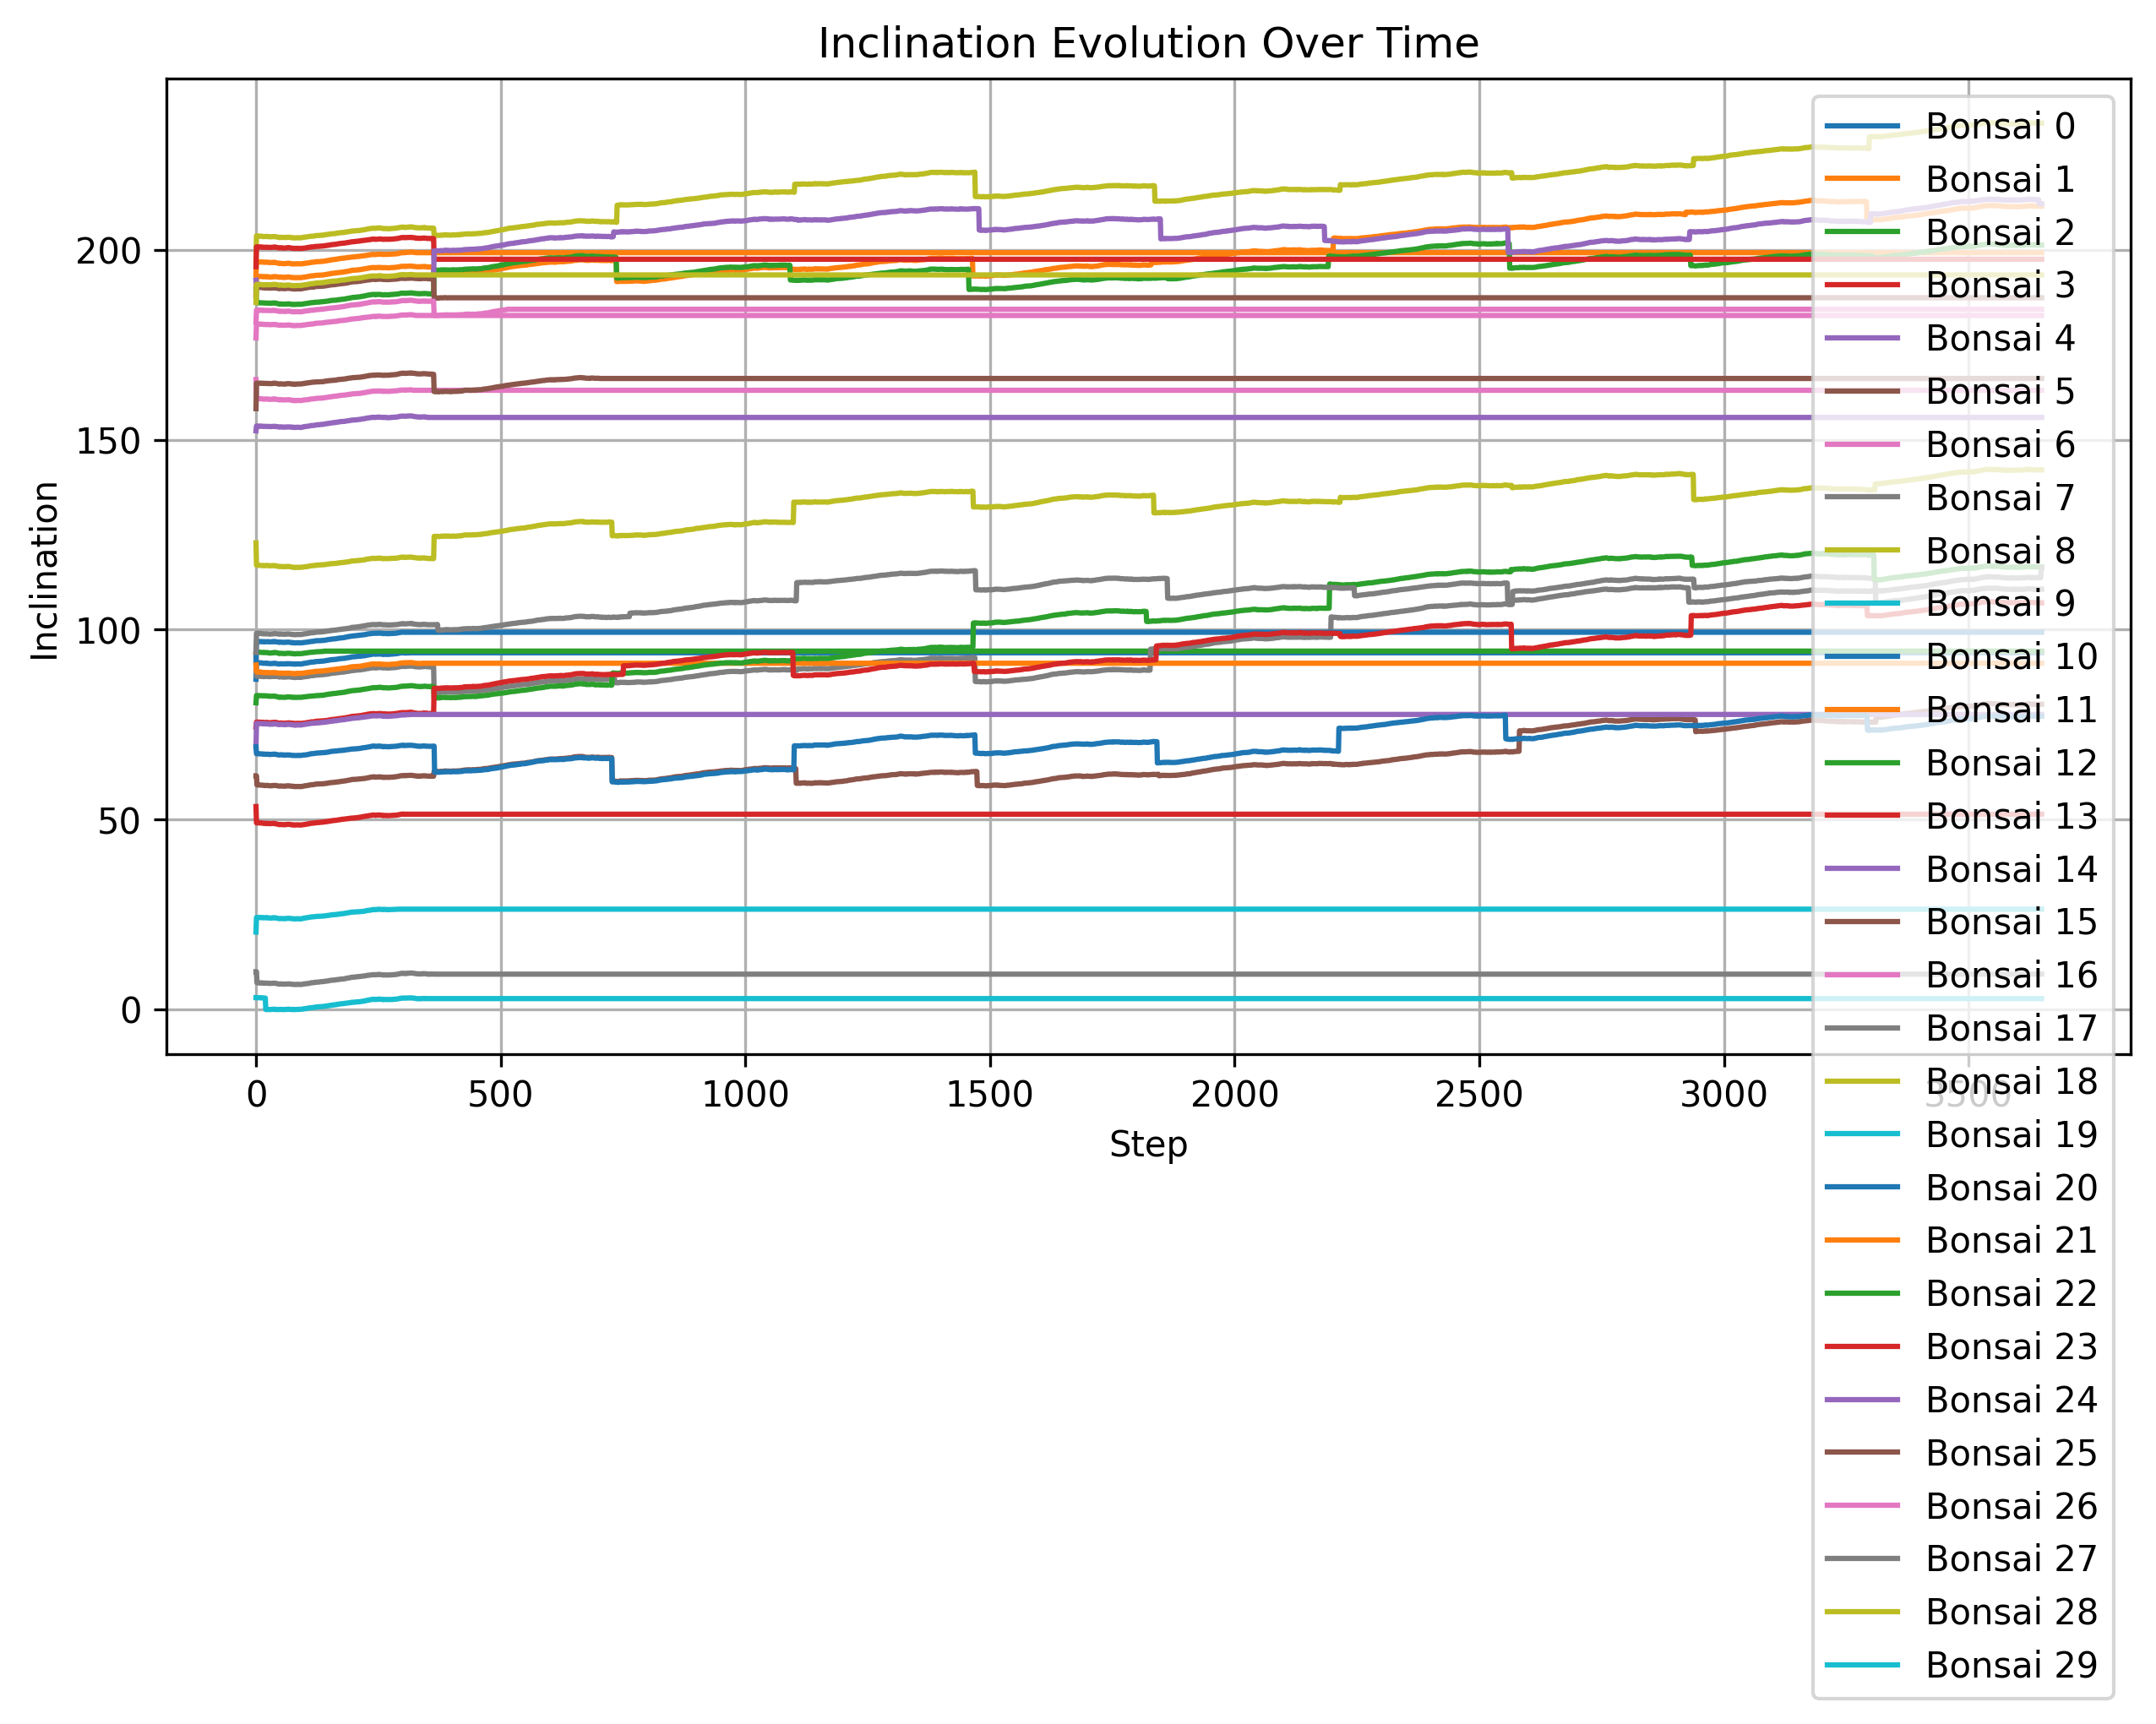 Inclination Evolution Over Time
Inclination
200
150
100
50
0
0 500 1000 1500 2000 2500 3000 3500
Step
Bonsai 0
Bonsai 1
Bonsai 2
Bonsai 3
Bonsai 4
Bonsai 5
Bonsai 6
Bonsai 7
Bonsai 8
Bonsai 9
Bonsai 10
Bonsai 11
Bonsai 12
Bonsai 13
Bonsai 14
Bonsai 15
Bonsai 16
Bonsai 17
Bonsai 18
Bonsai 19
Bonsai 20
Bonsai 21
Bonsai 22
Bonsai 23
Bonsai 24
Bonsai 25
Bonsai 26
Bonsai 27
Bonsai 28
Bonsai 29